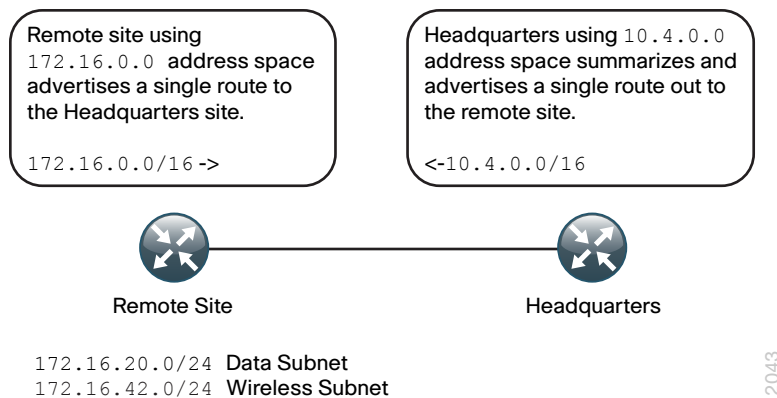 Remote site using
172.16.0.0 address space
advertises a single route to
the Headquarters site.
172.16.0.0/16 ->
Headquarters using 10.4.0.0
address space summarizes and
advertises a single route out to
the remote site.
<-10.4.0.0/16
Remote Site
Headquarters
172.16.20.0/24 Data Subnet
172.16.42.0/24 Wireless Subnet
2043